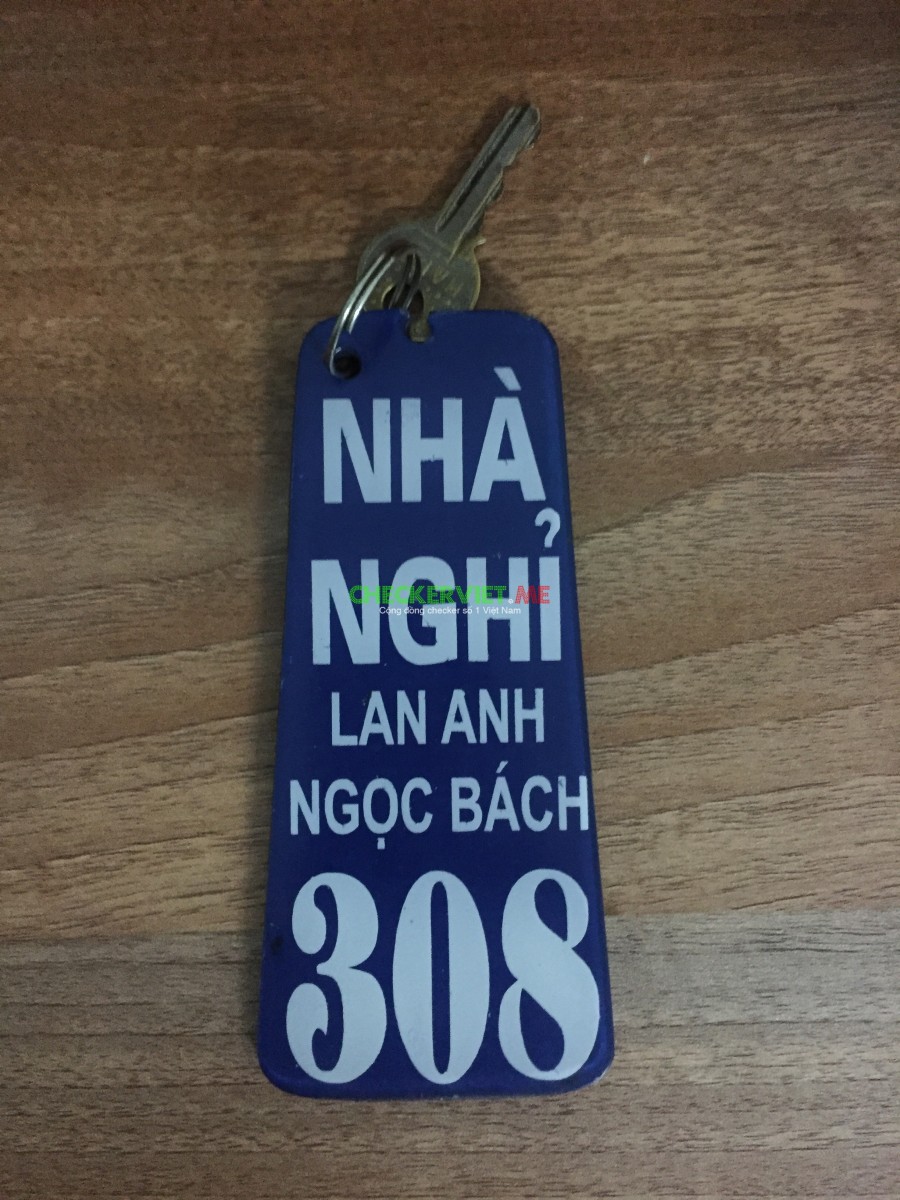 NHÀ
NGHỈ
CHECKERVIET.ME
Cộng đồng checker số 1 Việt Nam
LAN ANH
NGỌC BÁCH
308